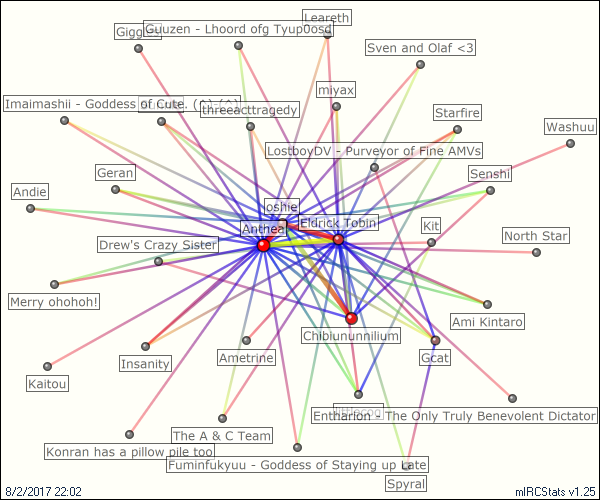 Leareth
Giggl
Guuzen - Lhoord ofg Tyup0osd
Sven and Olaf <3
miyax
Imaimashii - Goddess of Cute. (^)-(^)
threeacttragedy
Starfire
Washuu
LostboyDV - Purveyor of Fine AMVs
Geran
Senshi
Andie
oshie
Eldrick Tobin
Anthea
Kit
Drew's Crazy Sister
North Star
Merry ohohoh!
Ami Kintaro
Chiblunuunilium
Insanity
Ametrine
Gcat
Kaitou
Entharion - The Only Truly Benevolent Dictator
The A & C Team
Konran has a pillow pile too
Fuminfukyuu - Goddess of Staying up Late
Spyral
8/2/2017 22:02
mIRCStats v1.25